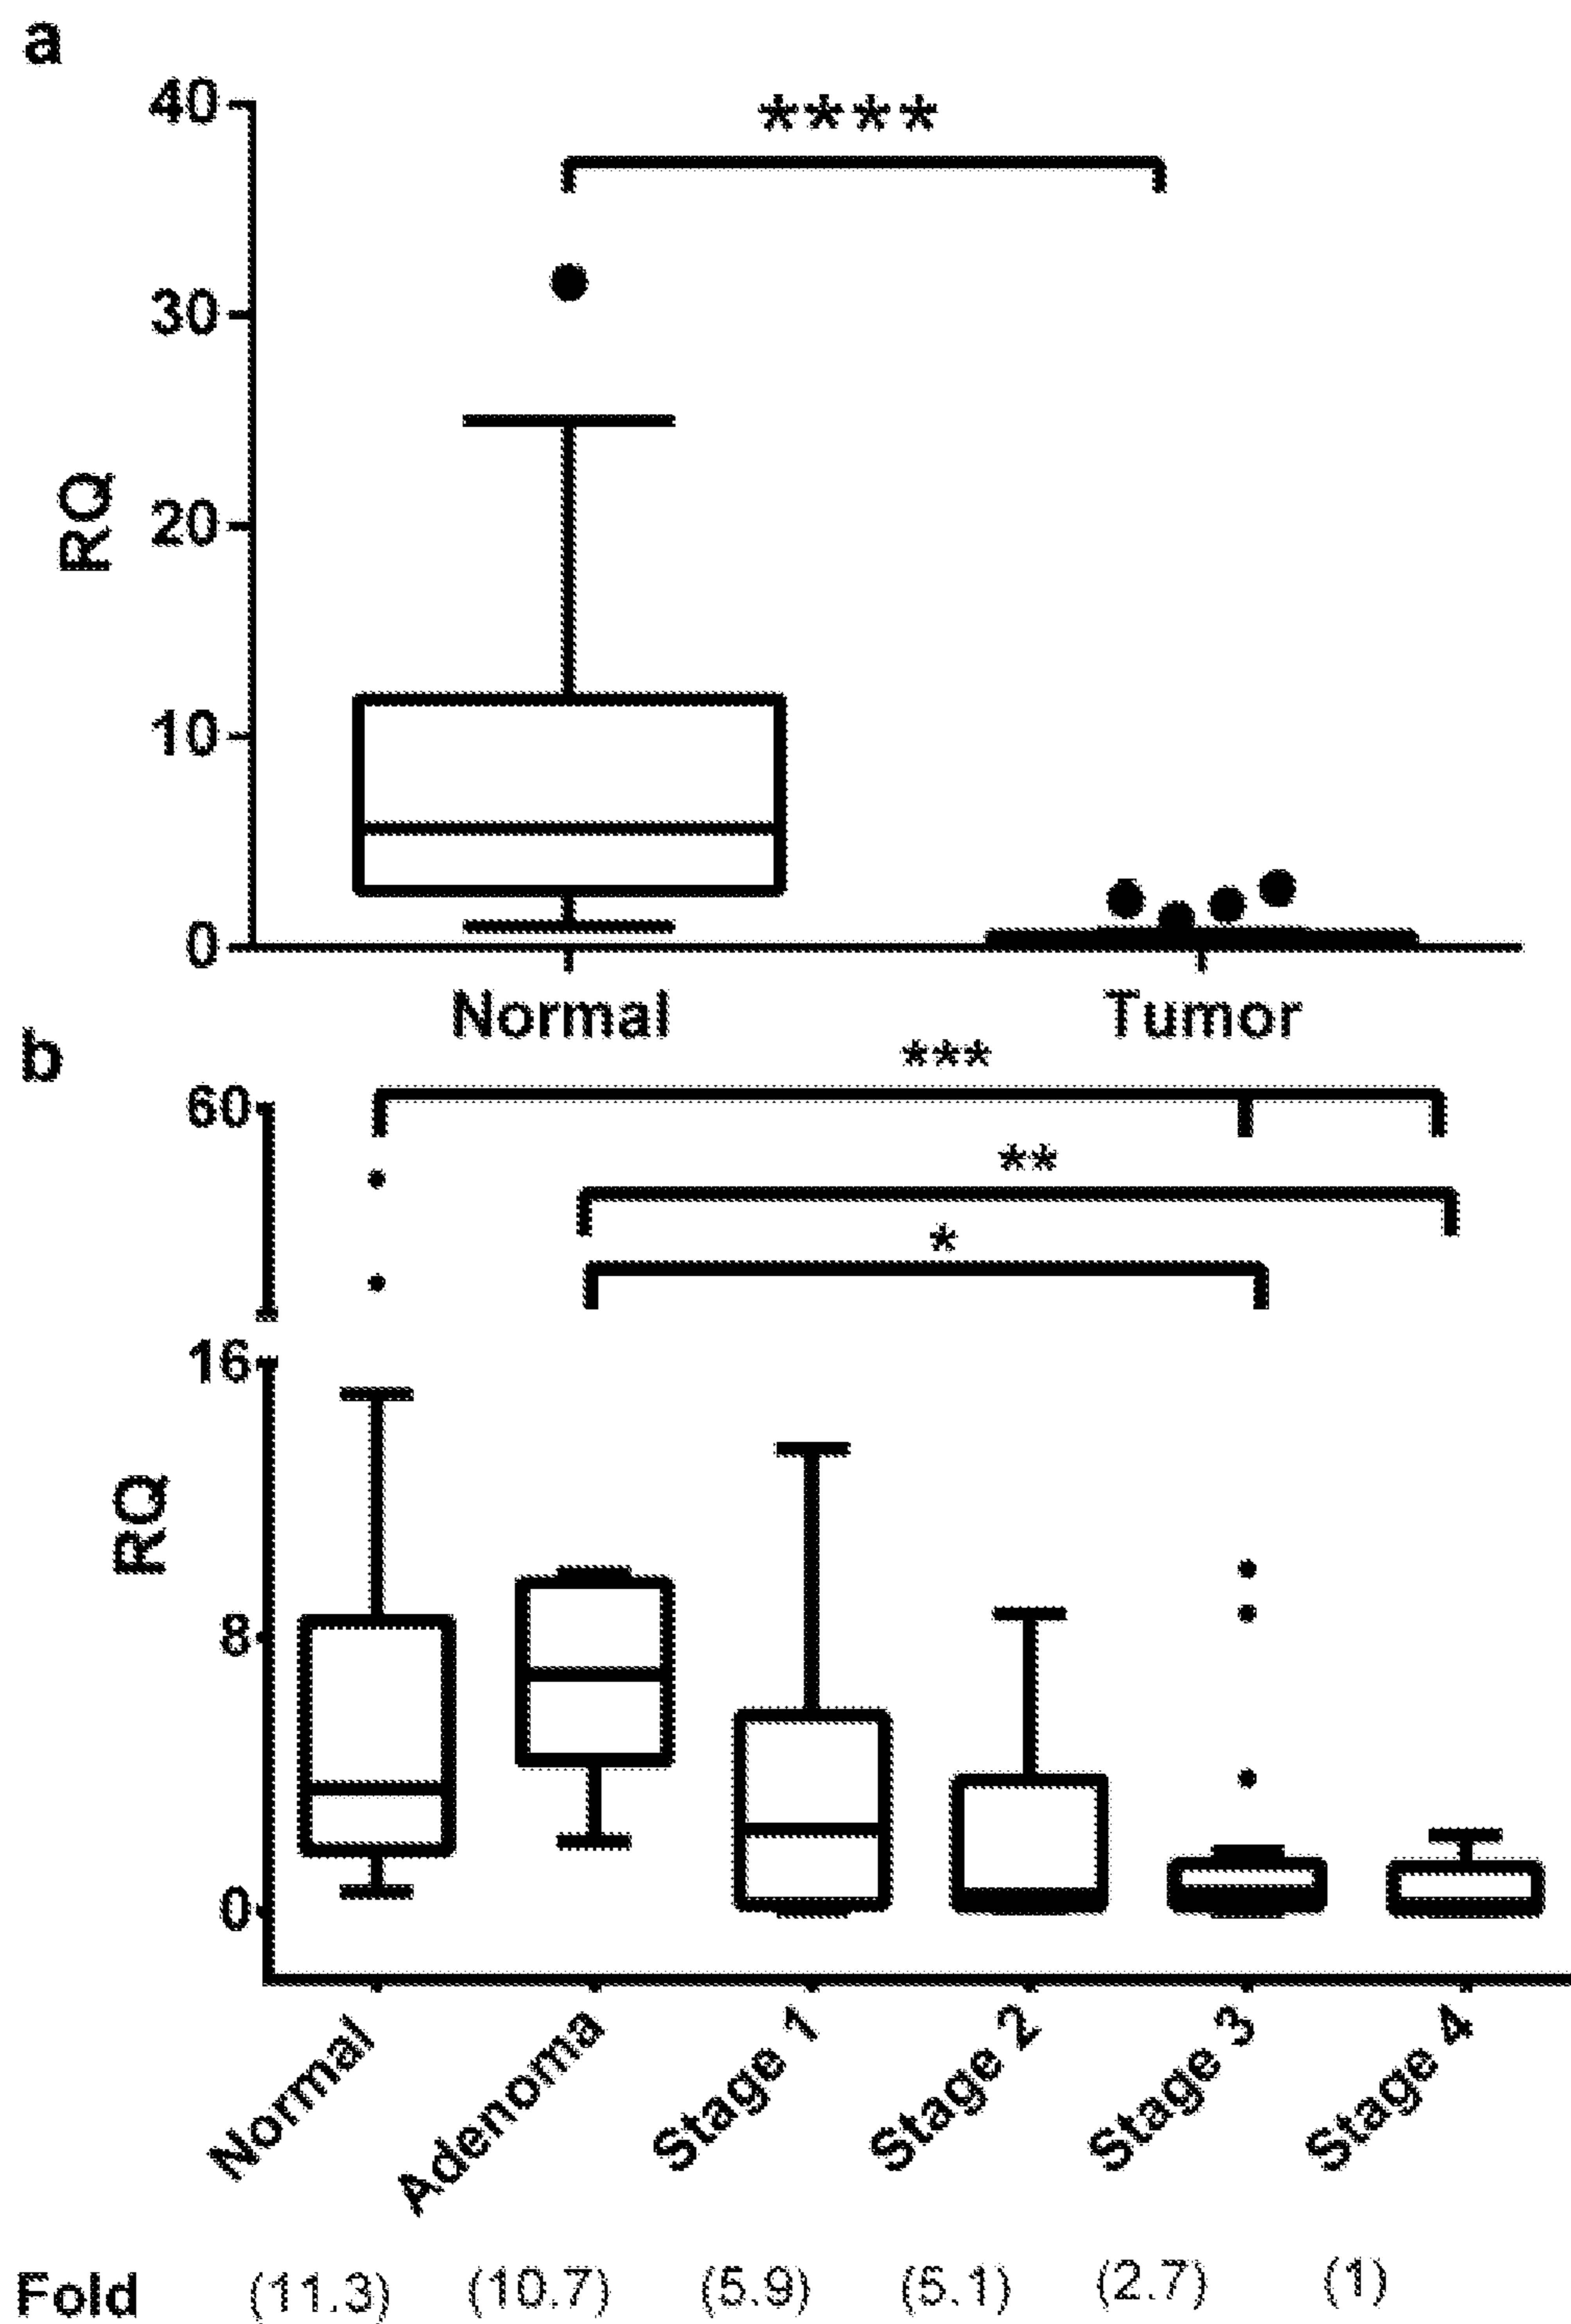 a
40
****
30
RQ
20
10
0
Normal
Tumor
b
***
60
**
*
16
RQ
8
0
Normal
Adenoma
Stage 1
Stage 2
Stage 3
Stage 4
Fold (11.3) (10.7) (5.9) (5.1) (2.7) (1)